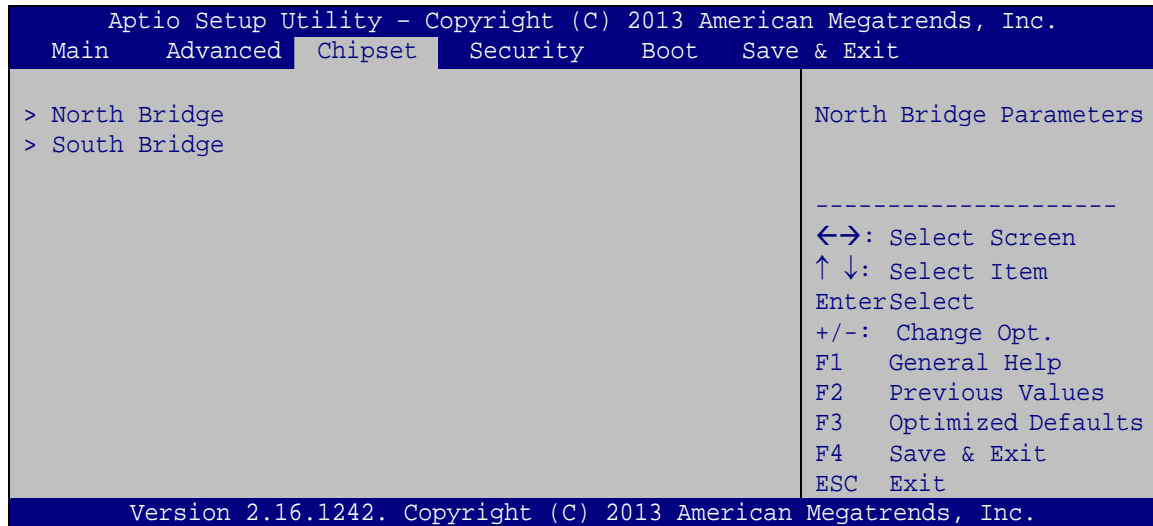 Aptio Setup Utility – Copyright (C) 2013 American Megatrends, Inc.
Main Advanced Chipset Security Boot Save & Exit
> North Bridge
> South Bridge
North Bridge Parameters
---------------------
←→: Select Screen
↑ ↓: Select Item
EnterSelect
+/-: Change Opt.
F1 General Help
F2 Previous Values
F3 Optimized Defaults
F4 Save & Exit
ESC Exit
Version 2.16.1242. Copyright (C) 2013 American Megatrends, Inc.